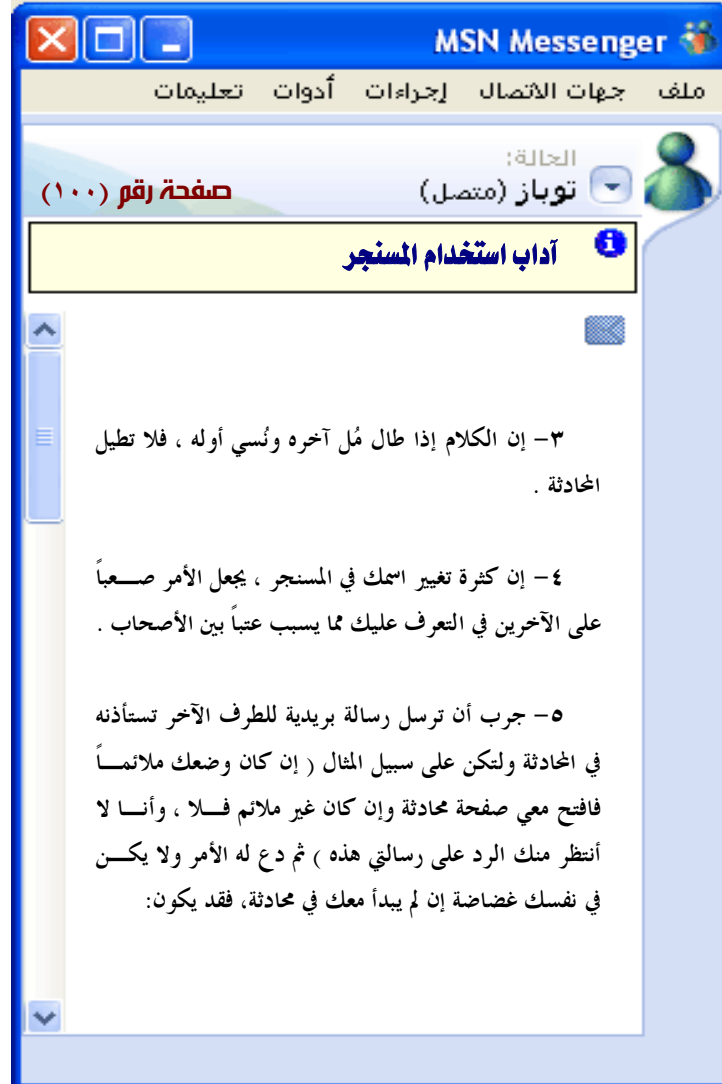 MSN Messenger
ملف جهات الاتصال إجراءات أدوات تعليمات
الحالة:
توباز (متصل)
صفحة رقم (١٠٠)
آداب استخدام المسنجر
٣- إن الكلام إذا طال مُل آخره ونُسي أوله ، فلا تطيل
المحادثة .
٤- إن كثرة تغيير اسمك في المسنجر ، يجعل الأمر صـــعباً
على الآخرين في التعرف عليك مما يسبب عتباً بين الأصحاب .
٥- جرب أن ترسل رسالة بريدية للطرف الآخر تستأذنه
في المحادثة ولتكن على سبيل المثال ( إن كان وضعك ملائمـــاً
فافتح معي صفحة محادثة وإن كان غير ملائم فـــلا ، وأنـــا لا
أنتظر منك الرد على رسالتي هذه ) ثم دع له الأمر ولا يكـــن
في نفسك غضاضة إن لم يبدأ معك في محادثة، فقد يكون: